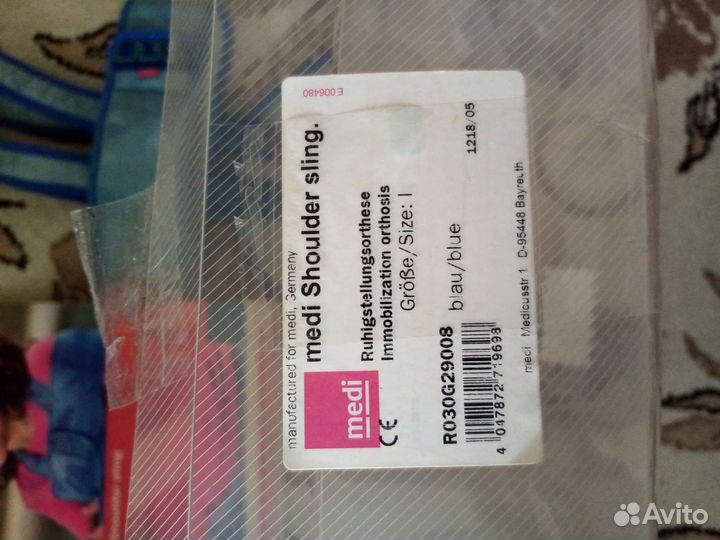 manufactured for medi, Germany
medi Shoulder sling.
E 006480
medi
Ruhigstellungsorthese
Immobilization orthosis
Größe/Size: I
CE
R030G29008 blau/blue
1218/05
4 047872 719698
medi Medicusstr 1 D-95448 Bayreuth
Avito